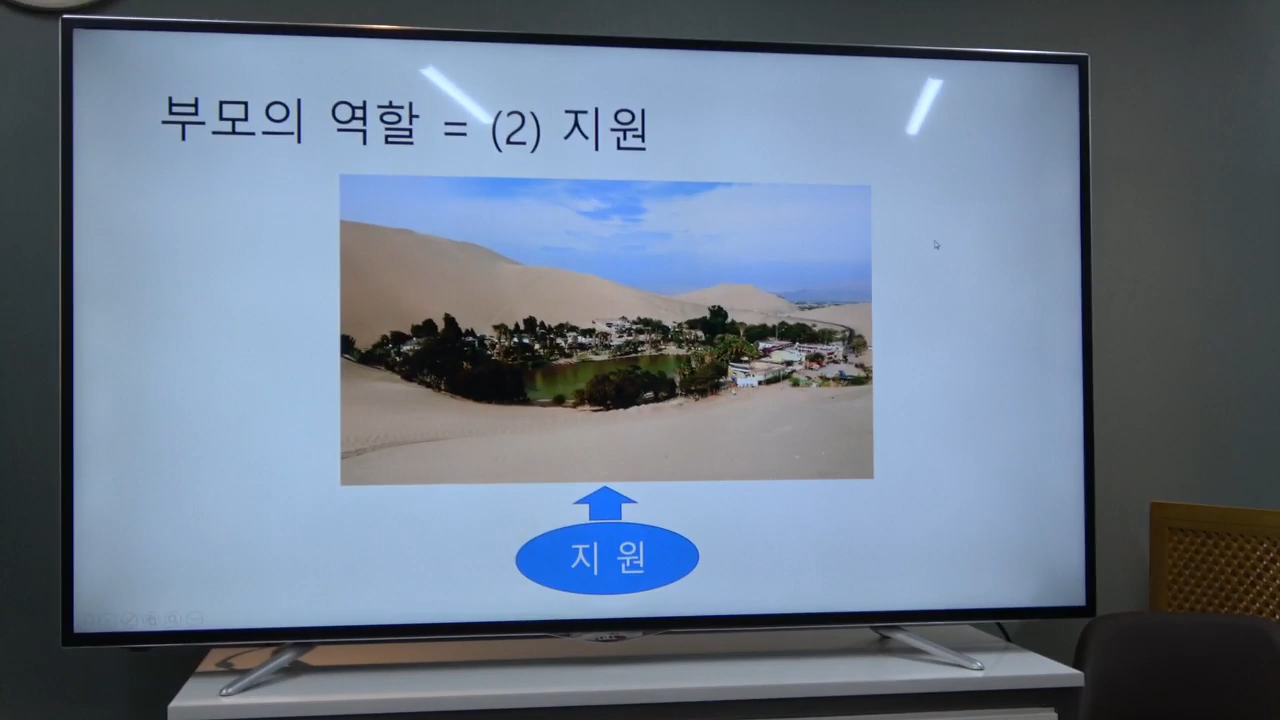 부모의 역할 = (2) 지원
지 원